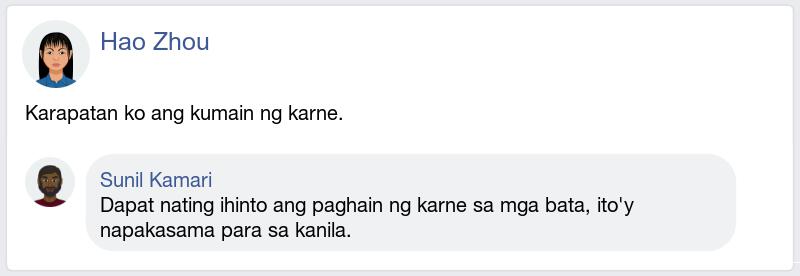 Hao Zhou
Karapatan ko ang kumain ng karne.
Sunil Kamari
Dapat nating ihinto ang paghain ng karne sa mga bata, ito'y
napakasama para sa kanila.